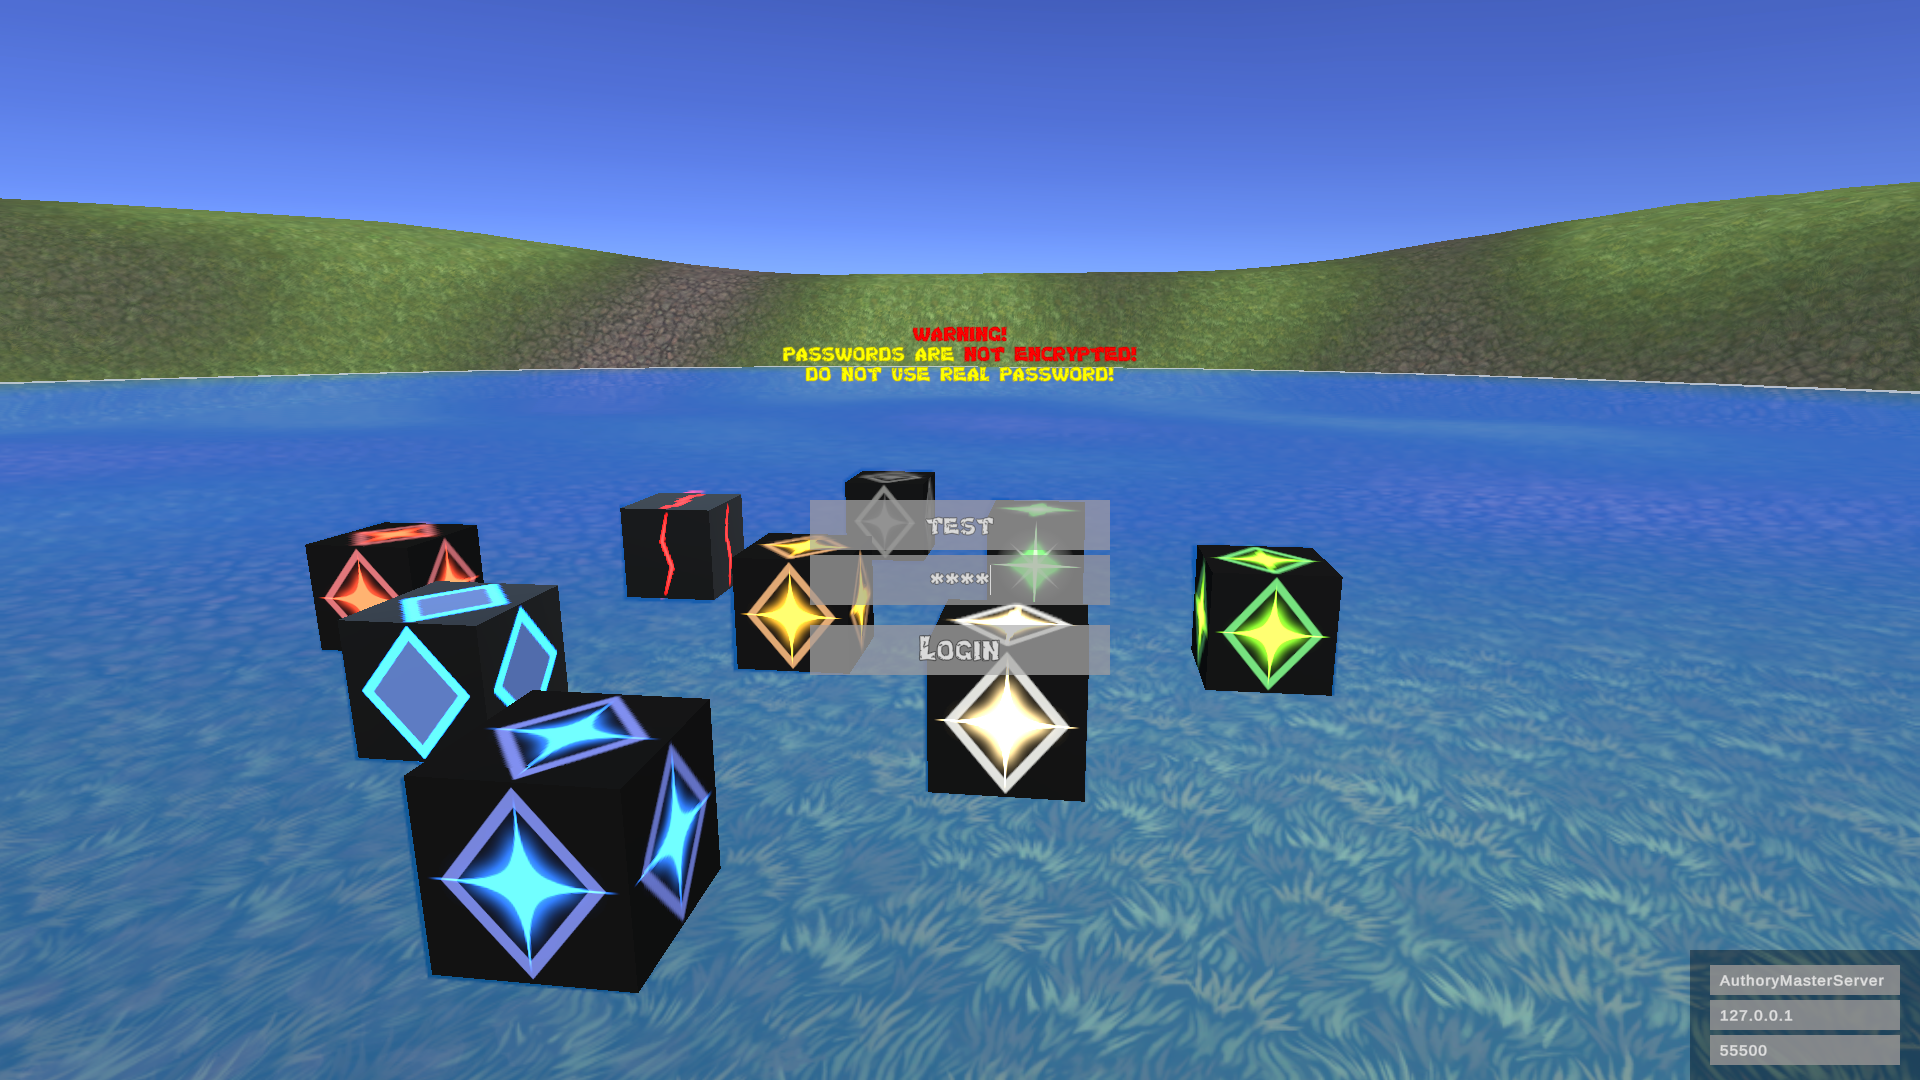 WARNING!
PASSWORDS ARE NOT ENCRYPTED!
DO NOT USE REAL PASSWORD!
TEST
****
LOGIN
AuthoryMasterServer
127.0.0.1
55500